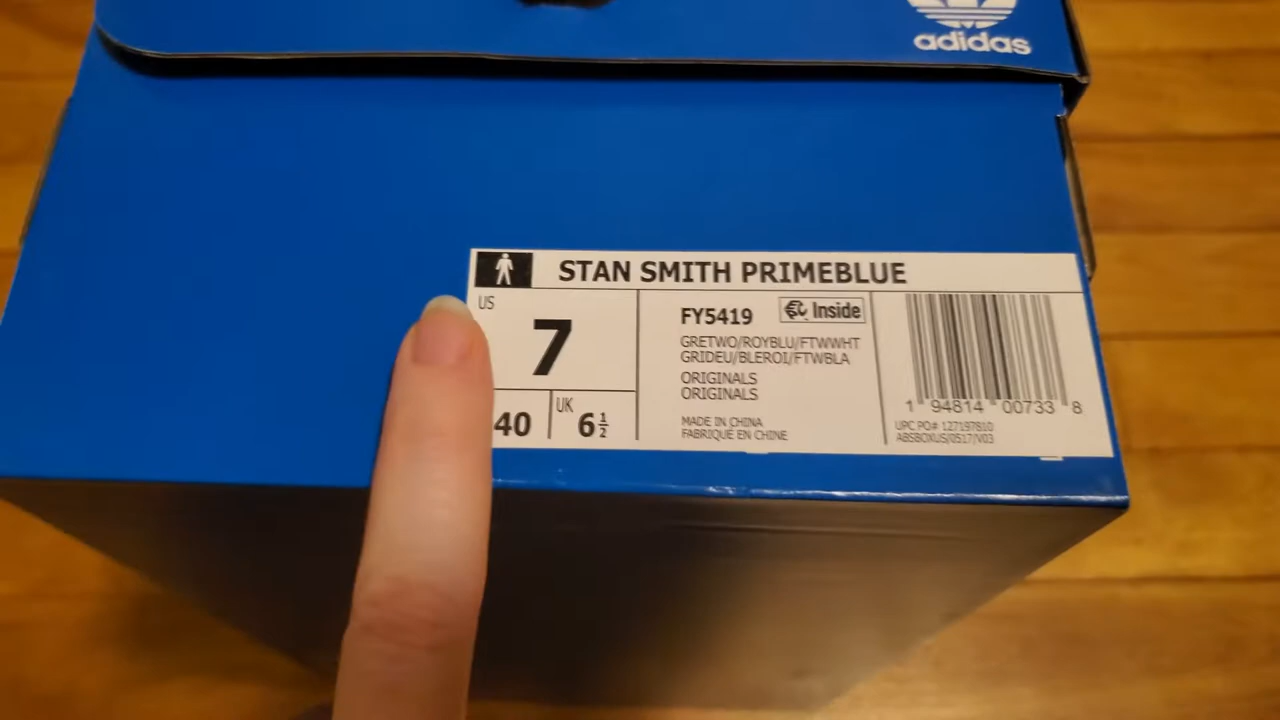 adidas
STAN SMITH PRIMEBLUE
US
7
40
UK
6½
FY5419
Inside
GRETWO/ROYBLU/FTWWHT
GRIDEU/BLEROI/FTWBLA
ORIGINALS
ORIGINALS
MADE IN CHINA
FABRIQUÉ EN CHINE
1 94814 00733 8
UPC PO# 127197810
ABSBOXUS/0517/V03